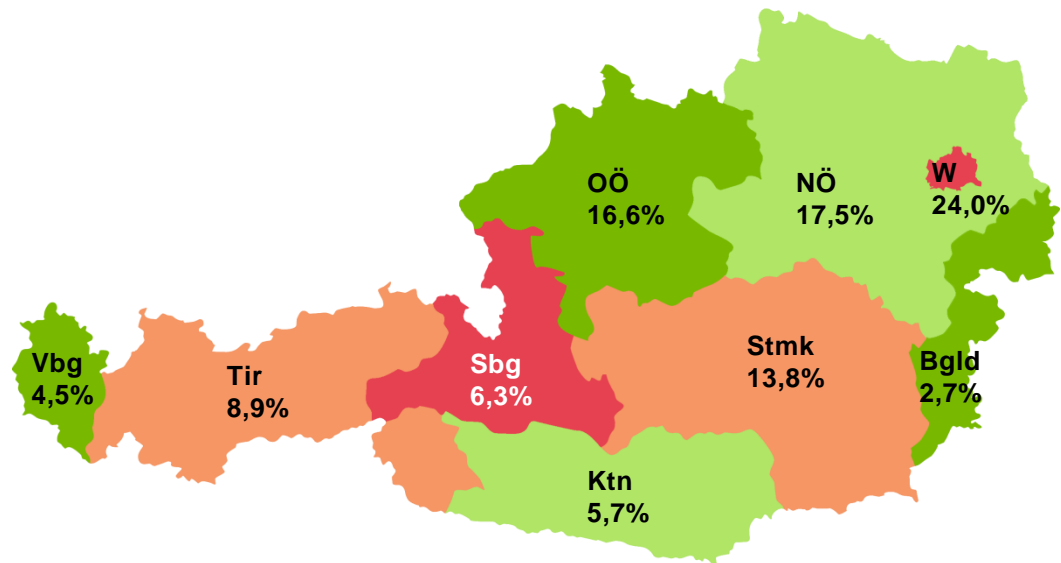 OÖ
16,6%
NÖ
17,5%
W
24,0%
Vbg
4,5%
Tir
8,9%
Sbg
6,3%
Stmk
13,8%
Bgld
2,7%
Ktn
5,7%